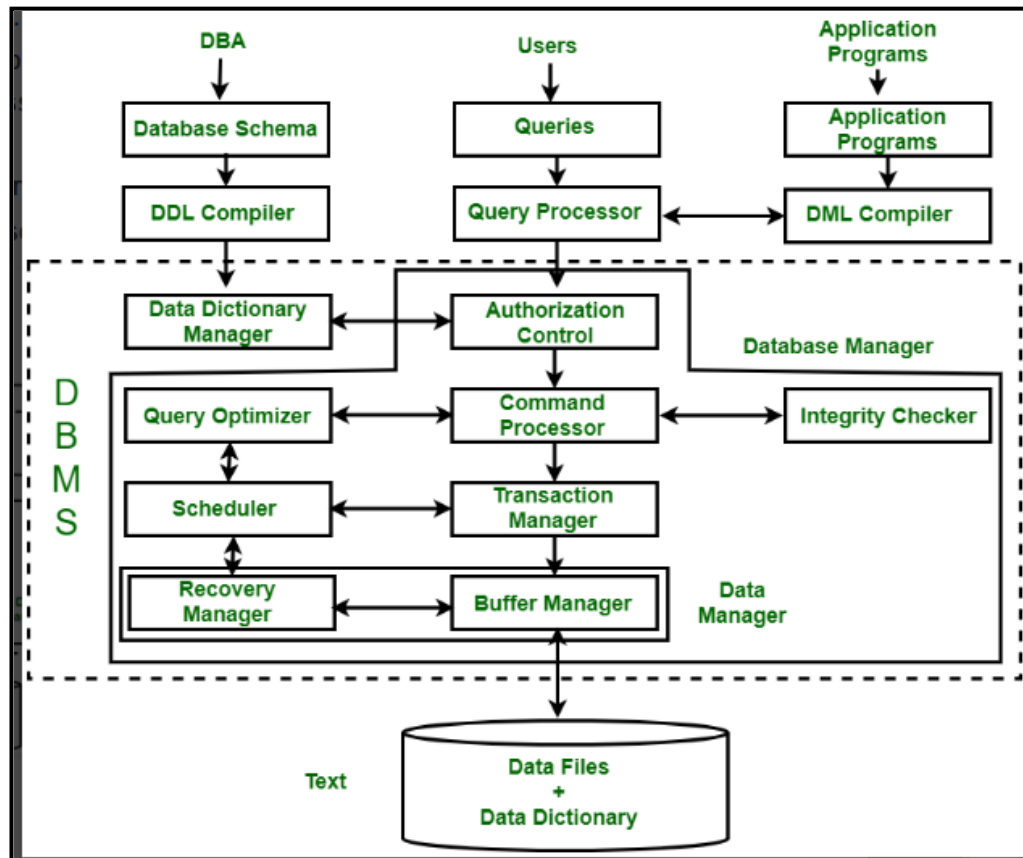 DBA
Users
Application
Programs
Database Schema
Queries
Application
Programs
DDL Compiler
Query Processor
DML Compiler
Data Dictionary
Manager
Authorization
Control
Database Manager
D
B
M
S
Query Optimizer
Command
Processor
Integrity Checker
Scheduler
Transaction
Manager
Recovery
Manager
Buffer Manager
Data
Manager
Text
Data Files
+
Data Dictionary